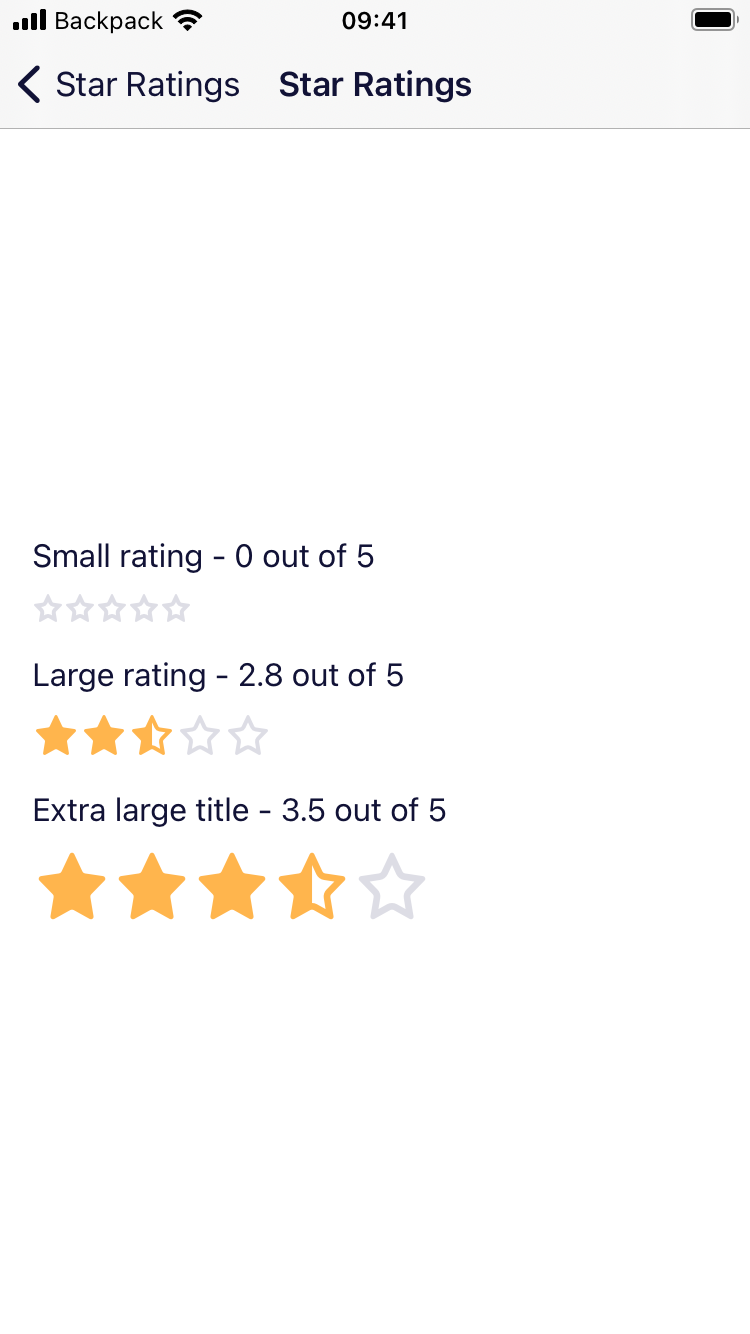 Backpack 09:41
Star Ratings Star Ratings
Small rating - 0 out of 5
Large rating - 2.8 out of 5
Extra large title - 3.5 out of 5